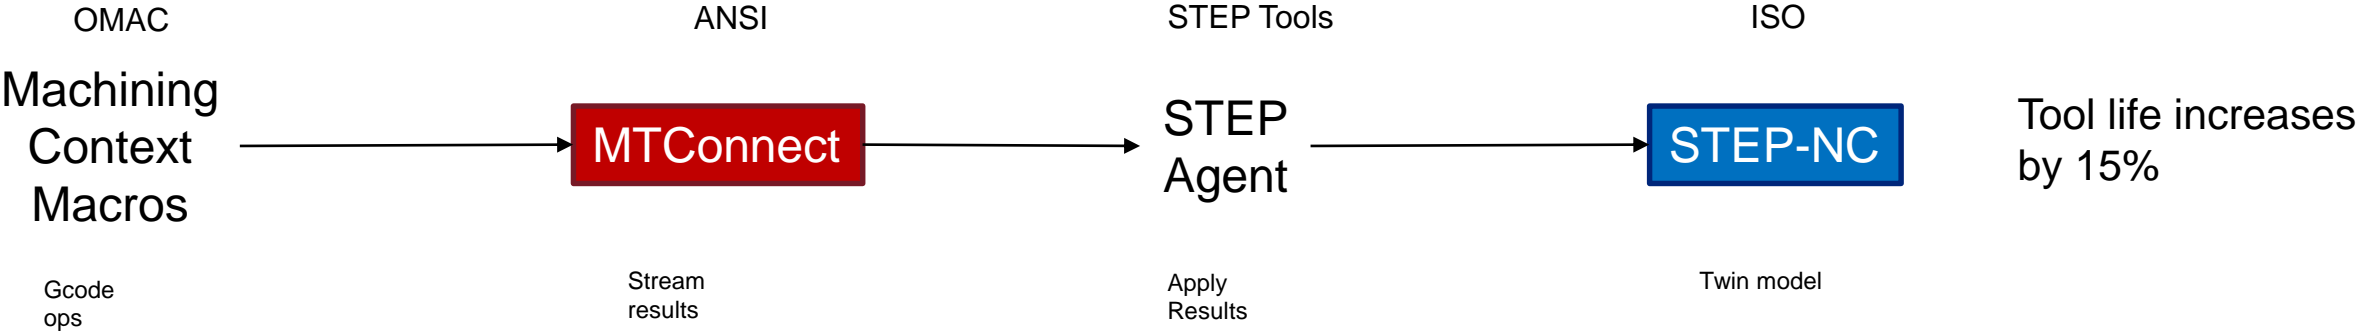 OMAC
ANSI
STEP Tools
ISO
Machining
Context
Macros
MTConnect
STEP
Agent
STEP-NC
Tool life increases
by 15%
Gcode
ops
Stream
results
Apply
Results
Twin model